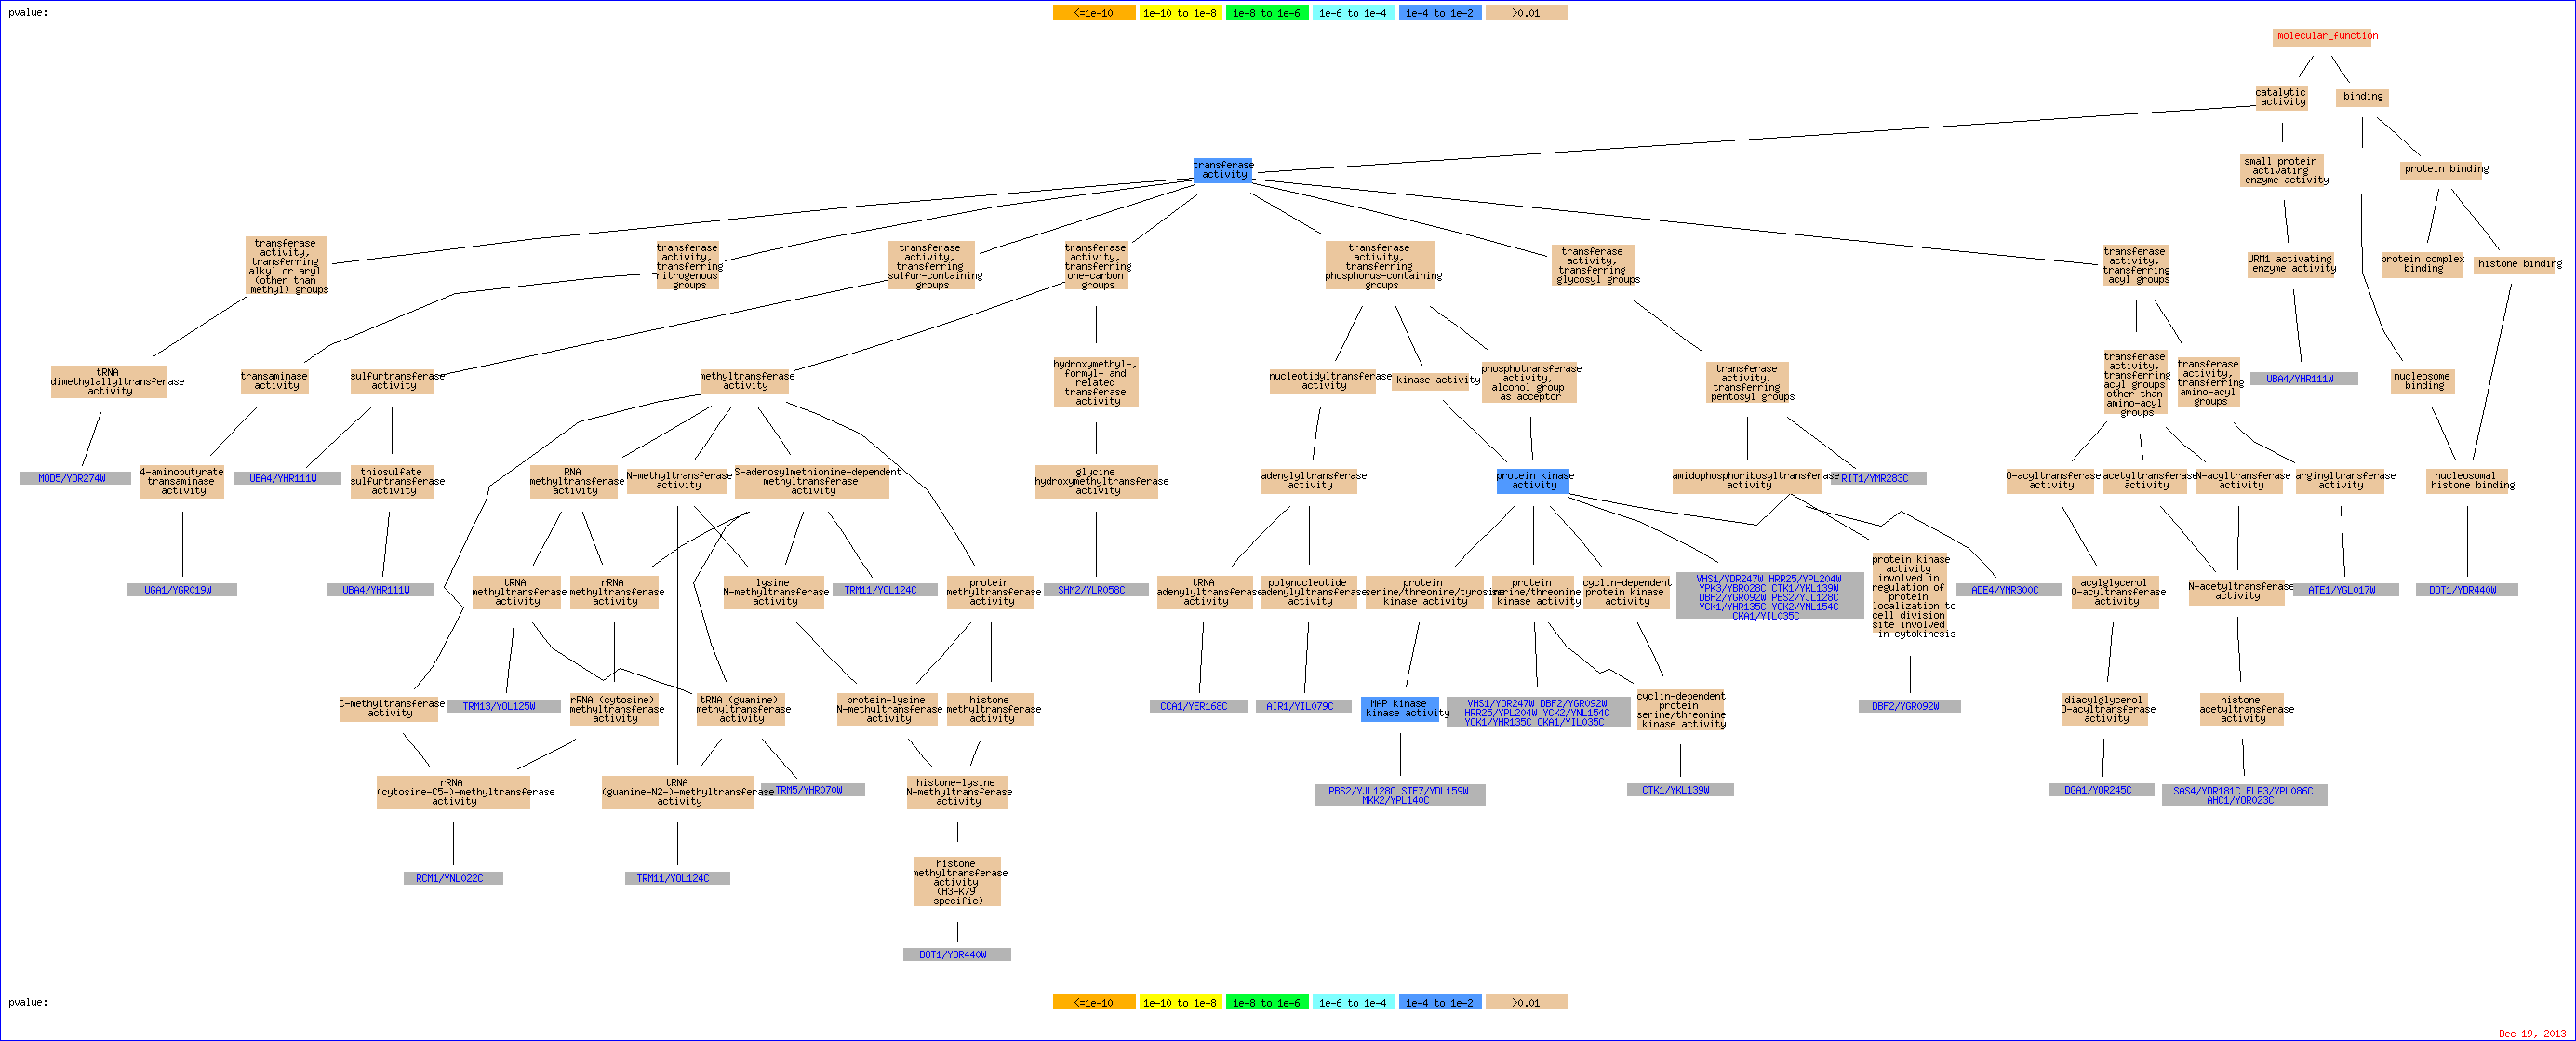 pvalue:
<=1e-10
1e-10 to 1e-8
1e-8 to 1e-6
1e-6 to 1e-4
1e-4 to 1e-2
>0.01
molecular_function
catalytic
activity
binding
transferase
activity
small protein
activating
enzyme activity
protein binding
transferase
activity,
transferring
alkyl or aryl
(other than
methyl) groups
transferase
activity,
transferring
nitrogenous
groups
transferase
activity,
transferring
sulfur-containing
groups
transferase
activity,
transferring
one-carbon
groups
transferase
activity,
transferring
phosphorus-containing
groups
transferase
activity,
transferring
glycosyl groups
transferase
activity,
transferring
acyl groups
URM1 activating
enzyme activity
protein complex
binding
histone binding
tRNA
dimethylallyltransferase
activity
transaminase
activity
sulfurtransferase
activity
methyltransferase
activity
hydroxymethyl-,
formyl- and
related
transferase
activity
nucleotidyltransferase
activity
kinase activity
phosphotransferase
activity,
alcohol group
as acceptor
transferase
activity,
transferring
pentosyl groups
transferase
activity,
transferring
acyl groups
other than
amino-acyl
groups
transferase
activity,
transferring
amino-acyl
groups
UBA4/YHR111W
nucleosome
binding
MOD5/YOR274W
4-aminobutyrate
transaminase
activity
UBA4/YHR111W
thiosulfate
sulfurtransferase
activity
RNA
methyltransferase
activity
N-methyltransferase
activity
S-adenosylmethionine-dependent
methyltransferase
activity
glycine
hydroxymethyltransferase
activity
adenylyltransferase
activity
protein kinase
activity
amidophosphoribosyltransferase
activity
RIT1/YMR283C
O-acyltransferase
activity
acetyltransferase
activity
N-acyltransferase
activity
arginyltransferase
activity
nucleosomal
histone binding
UGA1/YGR019W
UBA4/YHR111W
tRNA
methyltransferase
activity
rRNA
methyltransferase
activity
lysine
N-methyltransferase
activity
TRM11/YOL124C
protein
methyltransferase
activity
SHM2/YLR058C
tRNA
adenylyltransferase
activity
polynucleotide
adenylyltransferase
activity
protein
serine/threonine/tyrosine
kinase activity
protein
serine/threonine
kinase activity
cyclin-dependent
protein kinase
activity
VHS1/YDR247W HRR25/YPL204W
YPK3/YBR028C CTK1/YKL139W
DBF2/YGR092W PBS2/YJL128C
YCK1/YHR135C YCK2/YNL154C
CKA1/YIL035C
protein kinase
activity
involved in
regulation of
protein
localization to
cell division
site involved
in cytokinesis
ADE4/YMR300C
acylglycerol
O-acyltransferase
activity
N-acetyltransferase
activity
ATE1/YGL017W
DOT1/YDR440W
C-methyltransferase
activity
TRM13/YOL125W
rRNA (cytosine)
methyltransferase
activity
tRNA (guanine)
methyltransferase
activity
protein-lysine
N-methyltransferase
activity
histone
methyltransferase
activity
CCA1/YER168C
AIR1/YIL079C
MAP kinase
kinase activity
VHS1/YDR247W DBF2/YGR092W
HRR25/YPL204W YCK2/YNL154C
YCK1/YHR135C CKA1/YIL035C
cyclin-dependent
protein
serine/threonine
kinase activity
DBF2/YGR092W
diacylglycerol
O-acyltransferase
activity
histone
acetyltransferase
activity
rRNA
(cytosine-C5-)-methyltransferase
activity
tRNA
(guanine-N2-)-methyltransferase
activity
TRM5/YHR070W
histone-lysine
N-methyltransferase
activity
PBS2/YJL128C STE7/YDL159W
MKK2/YPL140C
CTK1/YKL139W
DGA1/YOR245C
SAS4/YDR181C ELP3/YPL086C
AHC1/YOR023C
RCM1/YNL022C
TRM11/YOL124C
histone
methyltransferase
activity
(H3-K79
specific)
DOT1/YDR440W
pvalue:
<=1e-10
1e-10 to 1e-8
1e-8 to 1e-6
1e-6 to 1e-4
1e-4 to 1e-2
>0.01
Dec 19, 2013